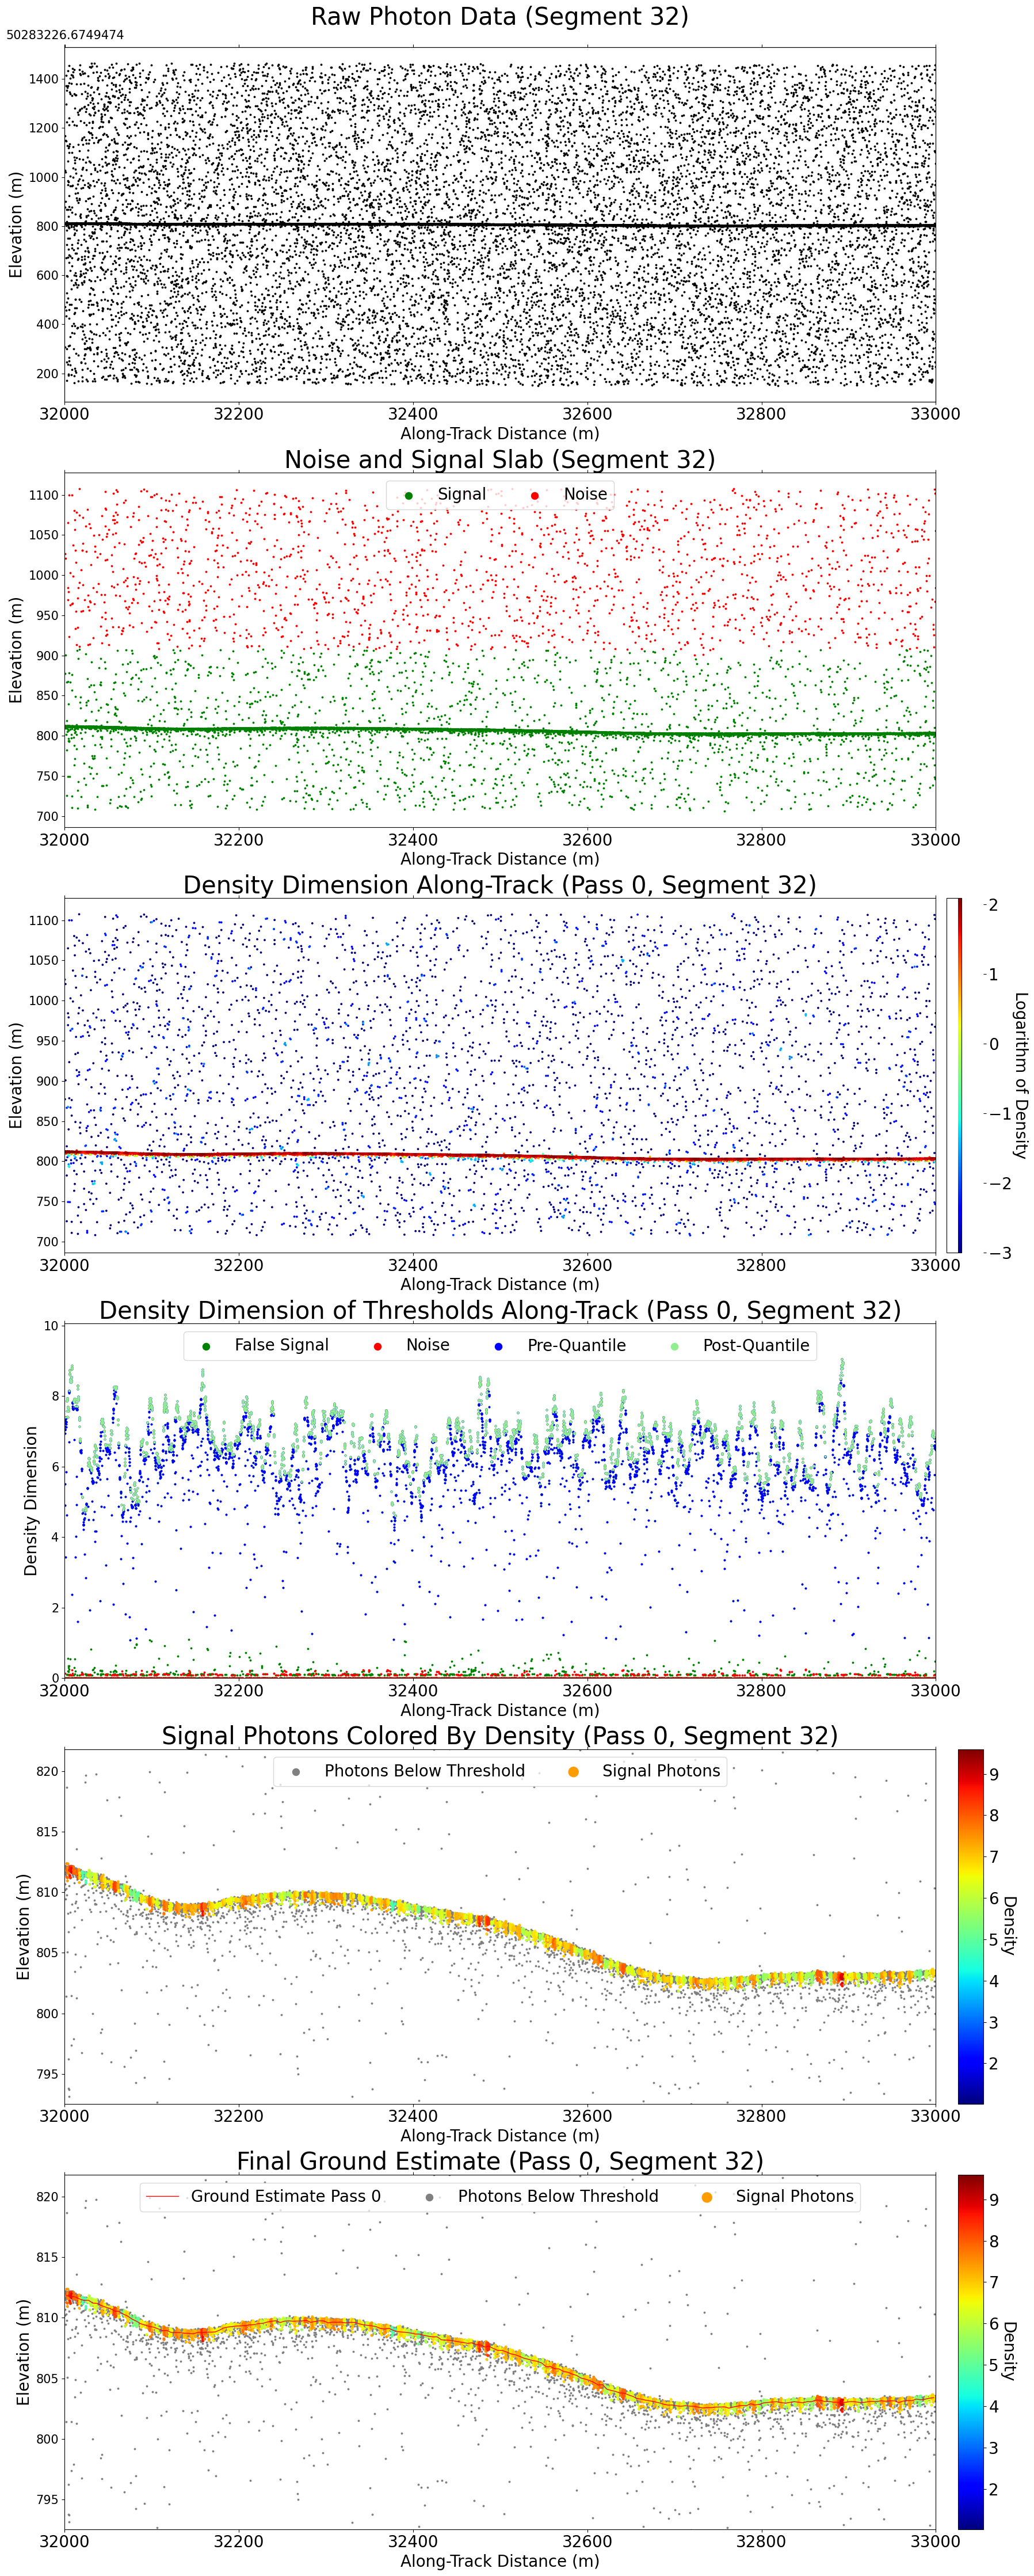 Raw Photon Data (Segment 32)
50283226.6749474
1400
1200
1000
800
600
400
200
Elevation (m)
32000 32200 32400 32600 32800 33000
Along-Track Distance (m)
Noise and Signal Slab (Segment 32)
Signal Noise
1100
1050
1000
950
900
850
800
750
700
Elevation (m)
32000 32200 32400 32600 32800 33000
Along-Track Distance (m)
Density Dimension Along-Track (Pass 0, Segment 32)
1100
1050
1000
950
900
850
800
750
700
Elevation (m)
32000 32200 32400 32600 32800 33000
Along-Track Distance (m)
2
1
0
−1
−2
−3
Logarithm of Density
Density Dimension of Thresholds Along-Track (Pass 0, Segment 32)
False Signal Noise Pre-Quantile Post-Quantile
10
8
6
4
2
0
Density Dimension
32000 32200 32400 32600 32800 33000
Along-Track Distance (m)
Signal Photons Colored By Density (Pass 0, Segment 32)
Photons Below Threshold Signal Photons
820
815
810
805
800
795
Elevation (m)
32000 32200 32400 32600 32800 33000
Along-Track Distance (m)
9
8
7
6
5
4
3
2
Density
Final Ground Estimate (Pass 0, Segment 32)
Ground Estimate Pass 0 Photons Below Threshold Signal Photons
820
815
810
805
800
795
Elevation (m)
32000 32200 32400 32600 32800 33000
Along-Track Distance (m)
9
8
7
6
5
4
3
2
Density